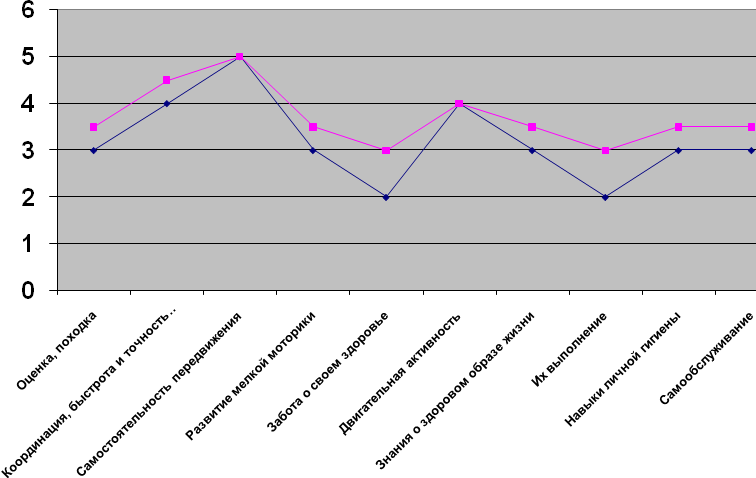 6
5
4
3
2
1
0
Оценка, походка
Координация, быстрота и точность..
Самостоятельность передвижения
Развитие мелкой моторики
Забота о своем здоровье
Двигательная активность
Знания о здоровом образе жизни
Их выполнение
Навыки личной гигиены
Самообслуживание